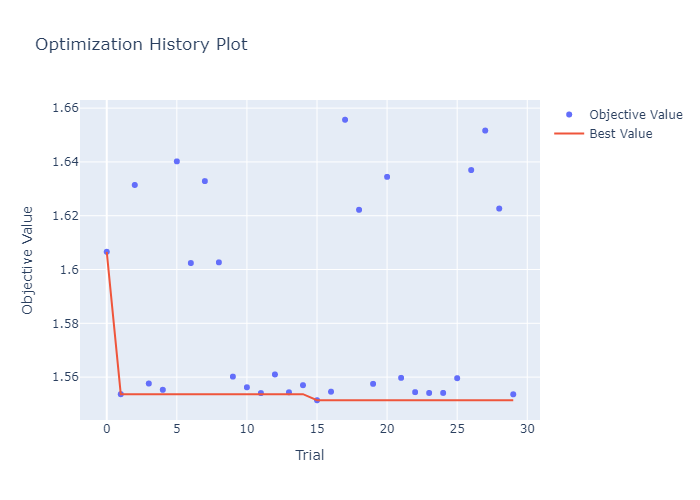 Optimization History Plot
Objective Value
Best Value
1.66
1.64
1.62
1.6
1.58
1.56
Objective Value
0
5
10
15
20
25
30
Trial